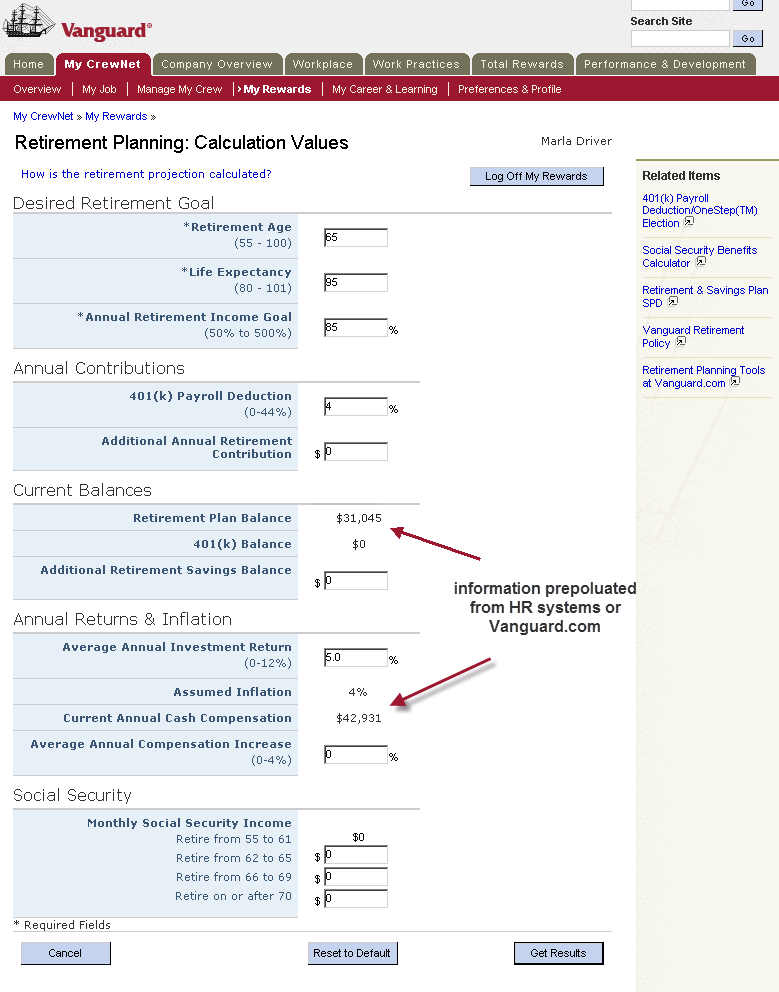 Go
Search Site
Vanguard®
Go
Home My CrewNet Company Overview Workplace Work Practices Total Rewards Performance & Development
Overview My Job Manage My Crew › My Rewards My Career & Learning Preferences & Profile
My CrewNet » My Rewards »
Retirement Planning: Calculation Values
Marla Driver
How is the retirement projection calculated?
Log Off My Rewards
Desired Retirement Goal
*Retirement Age
(55 - 100)
65
*Life Expectancy
(80 - 101)
95
*Annual Retirement Income Goal
(50% to 500%)
85 %
Annual Contributions
401(k) Payroll Deduction
(0-44%)
4 %
Additional Annual Retirement
Contribution
$ 0
Current Balances
Retirement Plan Balance $31,045
401(k) Balance $0
Additional Retirement Savings Balance
$ 0
information prepoluated
from HR systems or
Vanguard.com
Annual Returns & Inflation
Average Annual Investment Return
(0-12%)
5.0 %
Assumed Inflation 4%
Current Annual Cash Compensation $42,931
Average Annual Compensation Increase
(0-4%)
0 %
Social Security
Monthly Social Security Income
Retire from 55 to 61 $0
Retire from 62 to 65 $ 0
Retire from 66 to 69 $ 0
Retire on or after 70 $ 0
* Required Fields
Cancel Reset to Default Get Results
Related Items
401(k) Payroll
Deduction/OneStep(TM)
Election
Social Security Benefits
Calculator
Retirement & Savings Plan
SPD
Vanguard Retirement
Policy
Retirement Planning Tools
at Vanguard.com